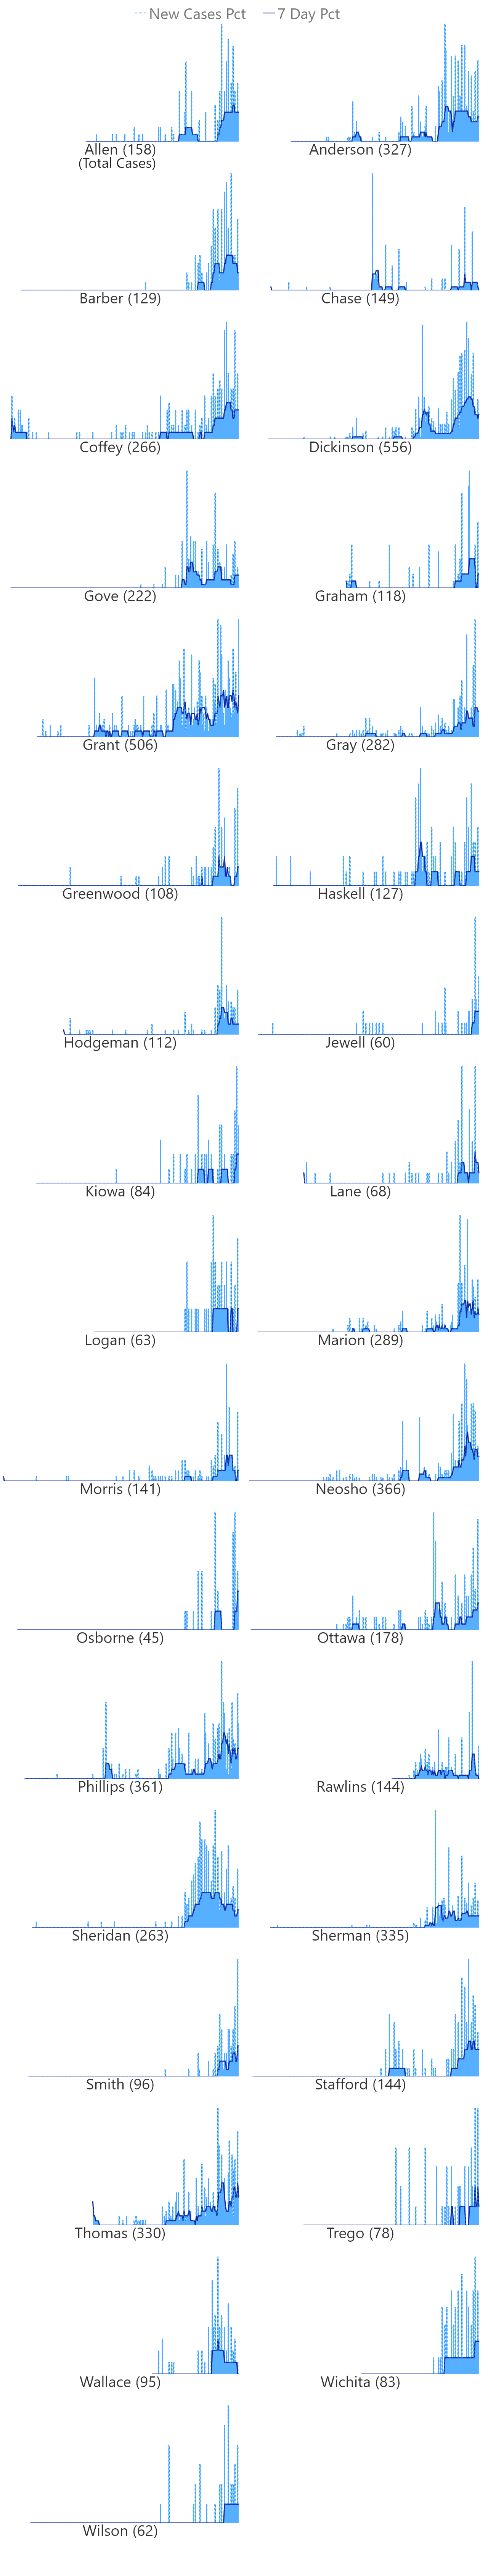 New Cases Pct 7 Day Pct
Allen (158) Anderson (327)
(Total Cases)
Barber (129) Chase (149)
Coffey (266) Dickinson (556)
Gove (222) Graham (118)
Grant (506) Gray (282)
Greenwood (108) Haskell (127)
Hodgeman (112) Jewell (60)
Kiowa (84) Lane (68)
Logan (63) Marion (289)
Morris (141) Neosho (366)
Osborne (45) Ottawa (178)
Phillips (361) Rawlins (144)
Sheridan (263) Sherman (335)
Smith (96) Stafford (144)
Thomas (330) Trego (78)
Wallace (95) Wichita (83)
Wilson (62)